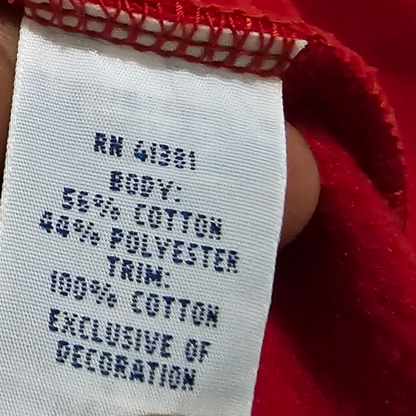 RN 41381
BODY:
56% COTTON
44% POLYESTER
TRIM:
100% COTTON
EXCLUSIVE OF
DECORATION